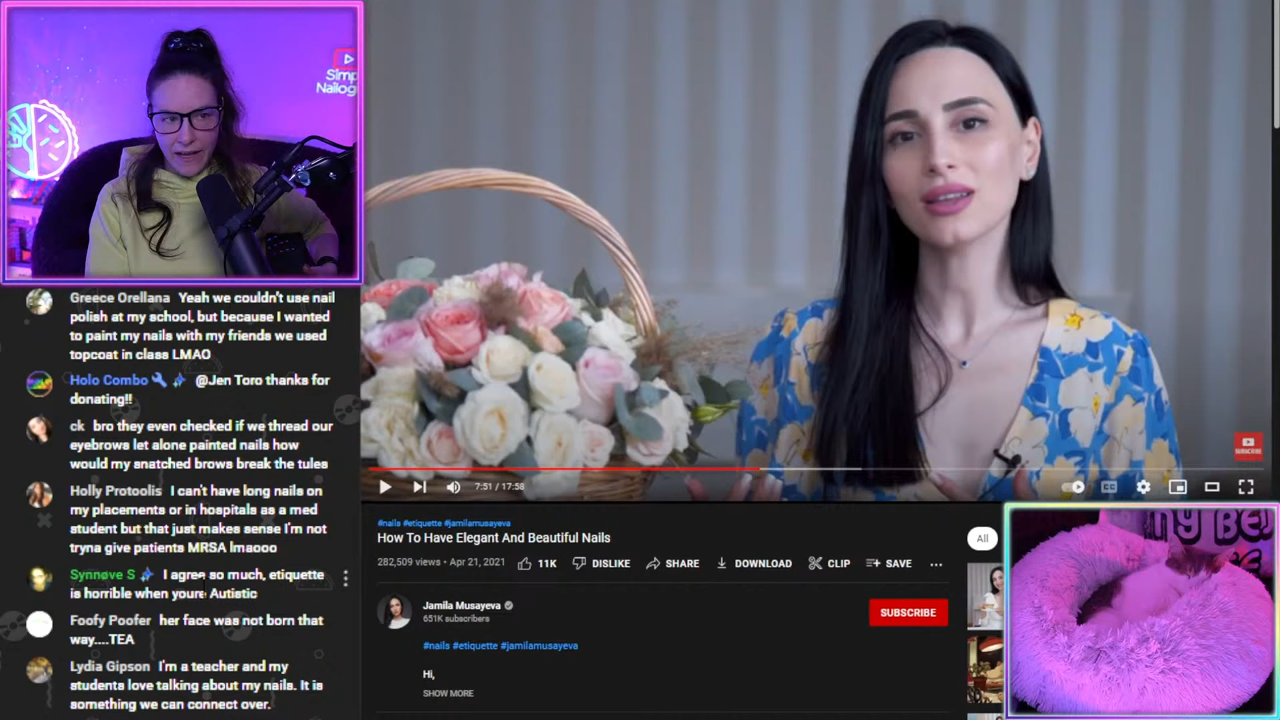 Simp
Nailog
Greece Orellana Yeah we couldn't use nail
polish at my school, but because I wanted
to paint my nails with my friends we used
topcoat in class LMAO
Holo Combo @Jen Toro thanks for
donating!!
ck bro they even checked if we thread our
eyebrows let alone painted nails how
would my snatched brows break the tules
Holly Protoolis I can't have long nails on
my placements or in hospitals as a med
student but that just makes sense I'm not
tryna give patients MRSA lmaooo
Synnøve S I agree so much, etiquette
is horrible when youre Autistic
Foofy Poofer her face was not born that
way....TEA
Lydia Gipson I'm a teacher and my
students love talking about my nails. It is
something we can connect over.
SUBSCRIBE
7:51 / 17:58
#nails #etiquette #jamilamusayeva
How To Have Elegant And Beautiful Nails
282,509 views • Apr 21, 2021 11K DISLIKE SHARE DOWNLOAD CLIP SAVE ...
All
Jamila Musayeva
651K subscribers
SUBSCRIBE
#nails #etiquette #jamilamusayeva
Hi,
SHOW MORE
MY BE